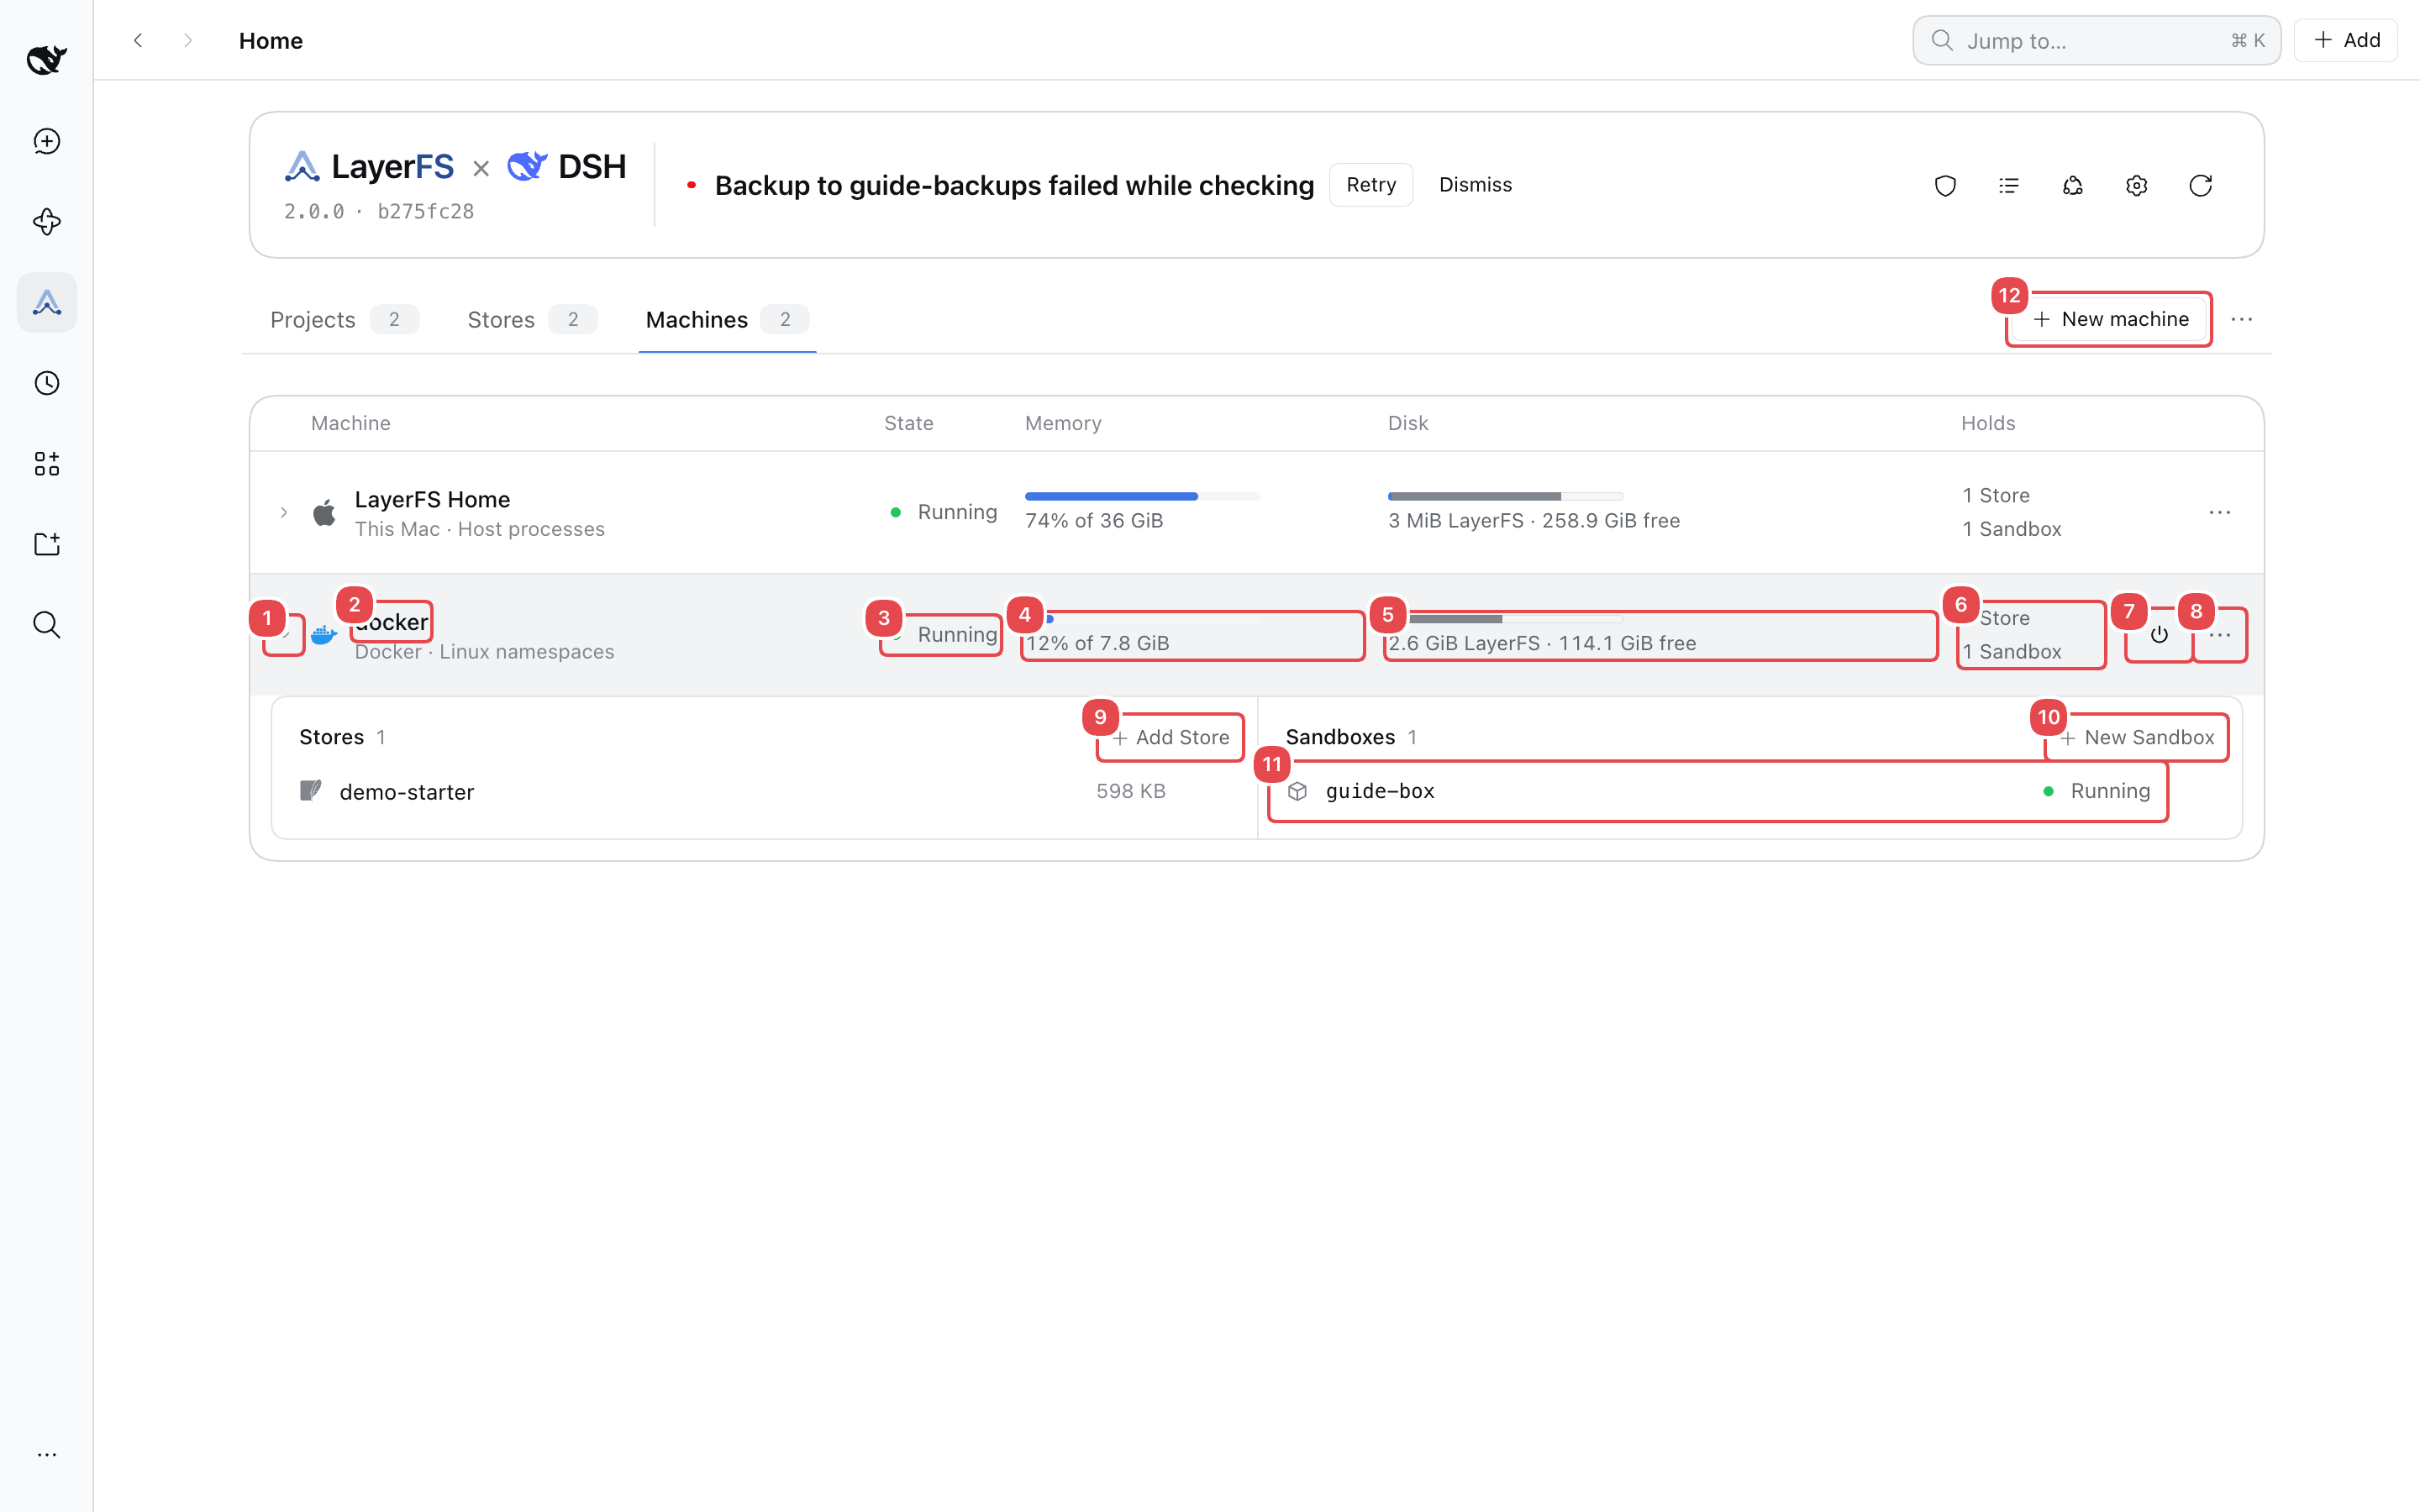 Home
Jump to...
⌘ K
+ Add
LayerFS × DSH
2.0.0 · b275fc28
Backup to guide-backups failed while checking
Retry
Dismiss
Projects 2
Stores 2
Machines 2
12
+ New machine
Machine
State
Memory
Disk
Holds
LayerFS Home
This Mac · Host processes
Running
74% of 36 GiB
3 MiB LayerFS · 258.9 GiB free
1 Store
1 Sandbox
1
2
docker
Docker · Linux namespaces
3
Running
4
12% of 7.8 GiB
5
2.6 GiB LayerFS · 114.1 GiB free
6
Store
1 Sandbox
7
8
Stores 1
9
+ Add Store
demo-starter
598 KB
Sandboxes 1
10
+ New Sandbox
11
guide-box
Running